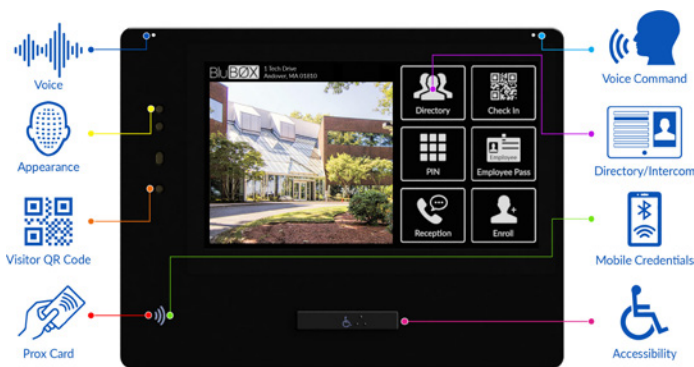 BluBØX
1 Tech Drive
Andover, MA 01810
Voice
Appearance
Visitor QR Code
Prox Card
Directory
Check In
PIN
Employee
Employee Pass
Reception
Enroll
Voice Command
Directory/Intercom
Mobile Credentials
Accessibility